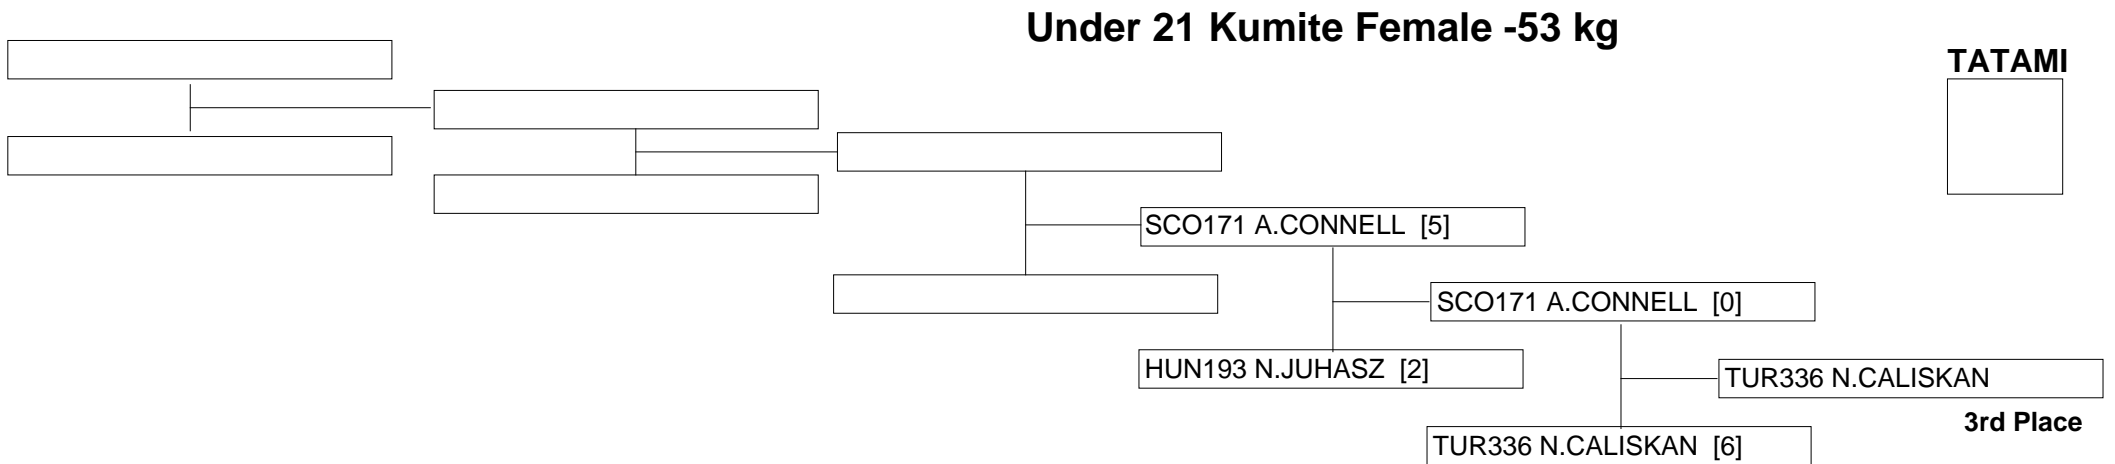 Under 21 Kumite Female -53 kg
TATAMI
SCO171 A.CONNELL [5]
SCO171 A.CONNELL [0]
HUN193 N.JUHASZ [2]
TUR336 N.CALISKAN
3rd Place
TUR336 N.CALISKAN [6]